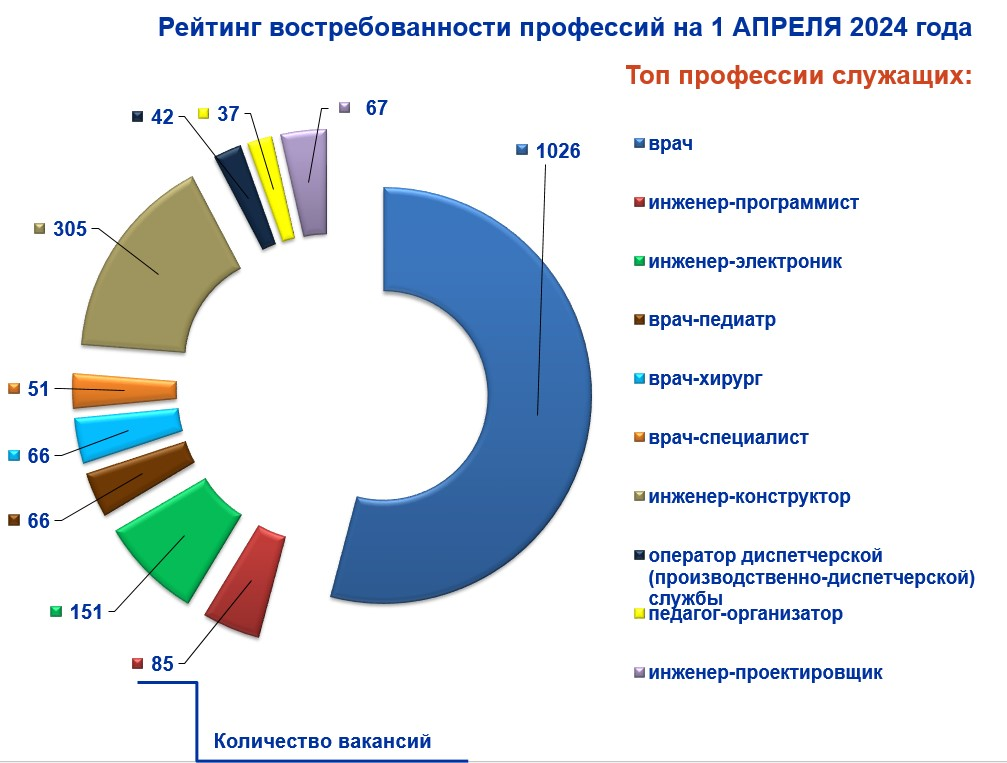 Рейтинг востребованности профессий на 1 АПРЕЛЯ 2024 года
Топ профессии служащих:
42
37
67
1026
305
51
66
66
151
85
врач
инженер-программист
инженер-электроник
врач-педиатр
врач-хирург
врач-специалист
инженер-конструктор
оператор диспетчерской
(производственно-диспетчерской)
службы
педагог-организатор
инженер-проектировщик
Количество вакансий